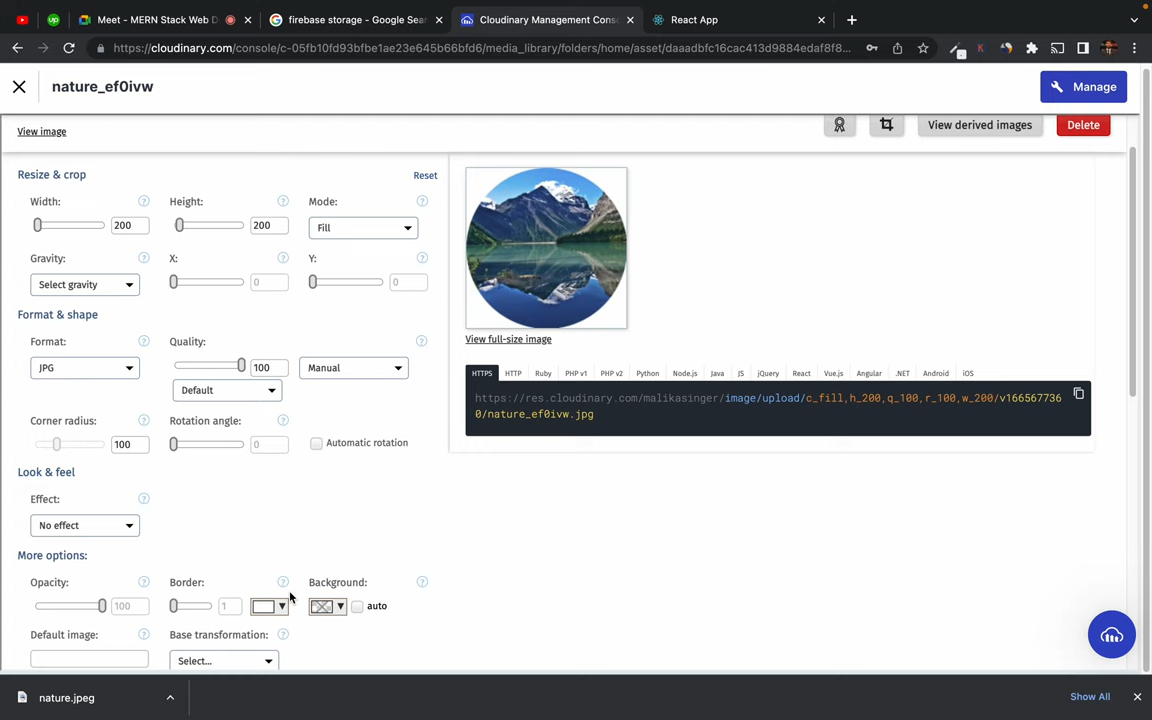 Meet - MERN Stack Web D
firebase storage - Google Sear
Cloudinary Management Cons
React App
https://cloudinary.com/console/c-05fb10fd93bfbe1ae23e645b66bfd6/media_library/folders/home/asset/daaadbfc16cac413d9884edaf8f8...
nature_ef0ivw
Manage
View image
View derived images
Delete
Resize & crop
Reset
Width: ? Height: ? Mode: ?
200 200 Fill
Gravity: ? X: ? Y: ?
Select gravity 0 0
Format & shape
Format: ? Quality: ?
JPG 100 Manual
Default
Corner radius: ? Rotation angle: ?
100 0 Automatic rotation
Look & feel
Effect: ?
No effect
More options:
Opacity: ? Border: ? Background: ?
100 1 auto
Default image: ? Base transformation: ?
Select...
View full-size image
HTTPS HTTP Ruby PHP v1 PHP v2 Python Node.js Java JS jQuery React Vue.js Angular .NET Android iOS
https://res.cloudinary.com/malikasinger/image/upload/c_fill,h_200,q_100,r_100,w_200/v166567736
0/nature_ef0ivw.jpg
nature.jpeg
Show All